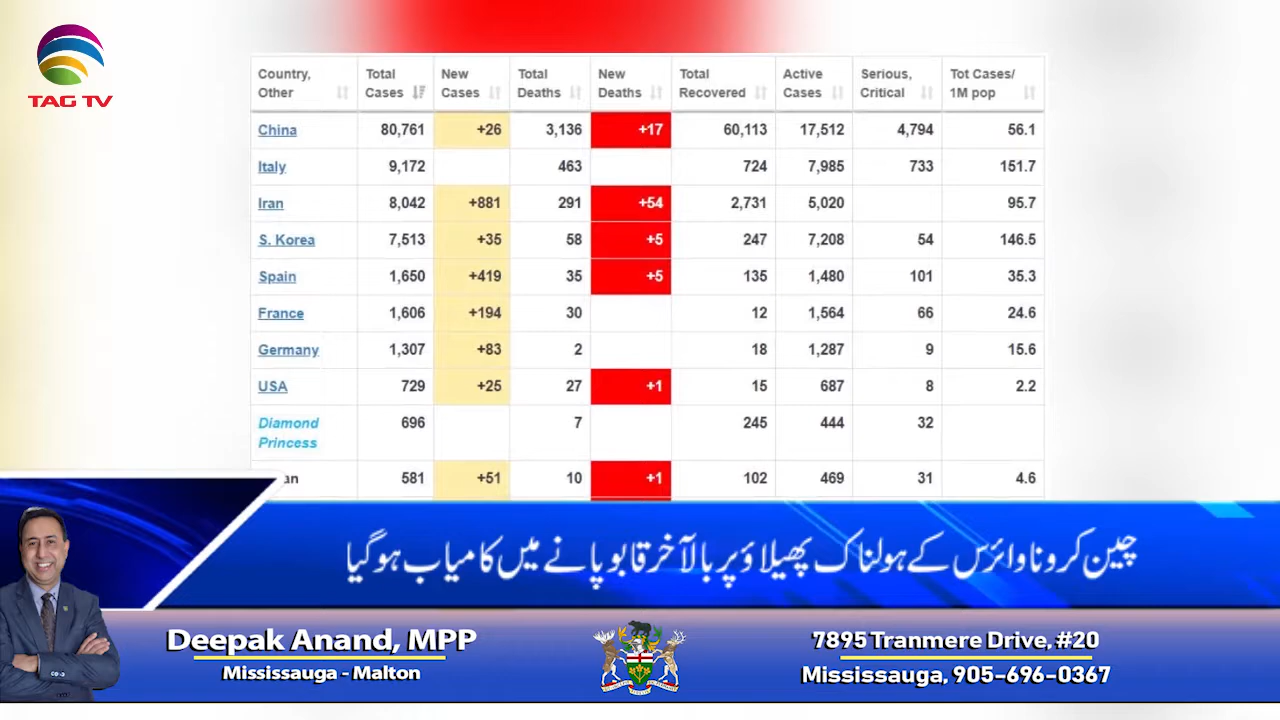 TAG TV
Country, Other Total Cases New Cases Total Deaths New Deaths Total Recovered Active Cases Serious, Critical Tot Cases/ 1M pop
China 80,761 +26 3,136 +17 60,113 17,512 4,794 56.1
Italy 9,172 463 724 7,985 733 151.7
Iran 8,042 +881 291 +54 2,731 5,020 95.7
S. Korea 7,513 +35 58 +5 247 7,208 54 146.5
Spain 1,650 +419 35 +5 135 1,480 101 35.3
France 1,606 +194 30 12 1,564 66 24.6
Germany 1,307 +83 2 18 1,287 9 15.6
USA 729 +25 27 +1 15 687 8 2.2
Diamond Princess 696 7 245 444 32
an 581 +51 10 +1 102 469 31 4.6
چین کرونا وائرس کے ہولناک پھیلاؤ پر بالآخر قابو پانے میں کامیاب ہوگیا
Deepak Anand, MPP
Mississauga - Malton
7895 Tranmere Drive, #20
Mississauga, 905-696-0367